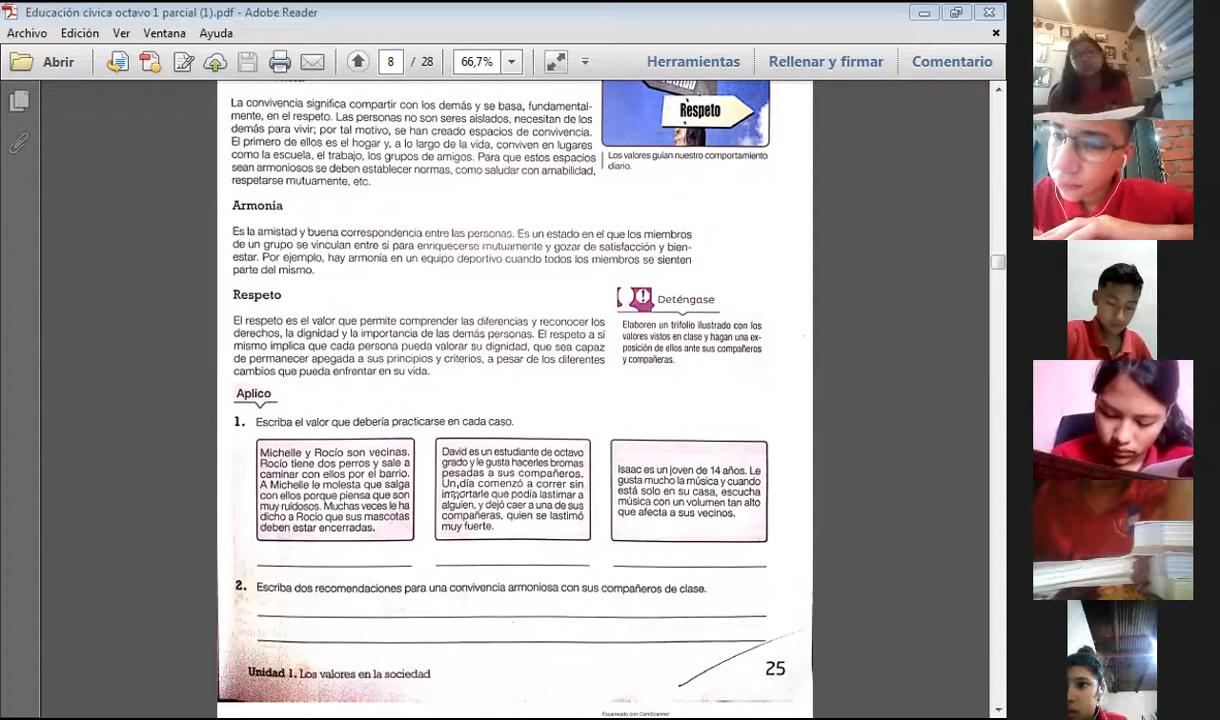 Educación cívica octavo 1 parcial (1).pdf - Adobe Reader
Archivo Edición Ver Ventana Ayuda
Abrir 8 / 28 66,7% Herramientas Rellenar y firmar Comentario
La convivencia significa compartir con los demás y se basa, fundamental-
mente, en el respeto. Las personas no son seres aislados, necesitan de los
demás para vivir; por tal motivo, se han creado espacios de convivencia.
El primero de ellos es el hogar y, a lo largo de la vida, conviven en lugares
como la escuela, el trabajo, los grupos de amigos. Para que estos espacios
sean armoniosos se deben establecer normas, como saludar con amabilidad,
respetarse mutuamente, etc.
Respeto
Los valores guían nuestro comportamiento
diario.
Armonía
Es la amistad y buena correspondencia entre las personas. Es un estado en el que los miembros
de un grupo se vinculan entre sí para enriquecerse mutuamente y gozar de satisfacción y bien-
estar. Por ejemplo, hay armonía en un equipo deportivo cuando todos los miembros se sienten
parte del mismo.
Respeto
El respeto es el valor que permite comprender las diferencias y reconocer los
derechos, la dignidad y la importancia de las demás personas. El respeto a sí
mismo implica que cada persona pueda valorar su dignidad, que sea capaz
de permanecer apegada a sus principios y criterios, a pesar de los diferentes
cambios que pueda enfrentar en su vida.
Deténgase
Elaboren un trifolio ilustrado con los
valores vistos en clase y hagan una ex-
posición de ellos ante sus compañeros
y compañeras.
Aplico
1. Escriba el valor que debería practicarse en cada caso.
Michelle y Rocío son vecinas.
Rocío tiene dos perros y sale a
caminar con ellos por el barrio.
A Michelle le molesta que salga
con ellos porque piensa que son
muy ruidosos. Muchas veces le ha
dicho a Rocío que sus mascotas
deben estar encerradas.
David es un estudiante de octavo
grado y le gusta hacerles bromas
pesadas a sus compañeros.
Un día comenzó a correr sin
importarle que podía lastimar a
alguien, y dejó caer a una de sus
compañeras, quien se lastimó
muy fuerte.
Isaac es un joven de 14 años. Le
gusta mucho la música y cuando
está solo en su casa, escucha
música con un volumen tan alto
que afecta a sus vecinos.
2. Escriba dos recomendaciones para una convivencia armoniosa con sus compañeros de clase.
Unidad 1. Los valores en la sociedad
25
Escaneado con CamScanner